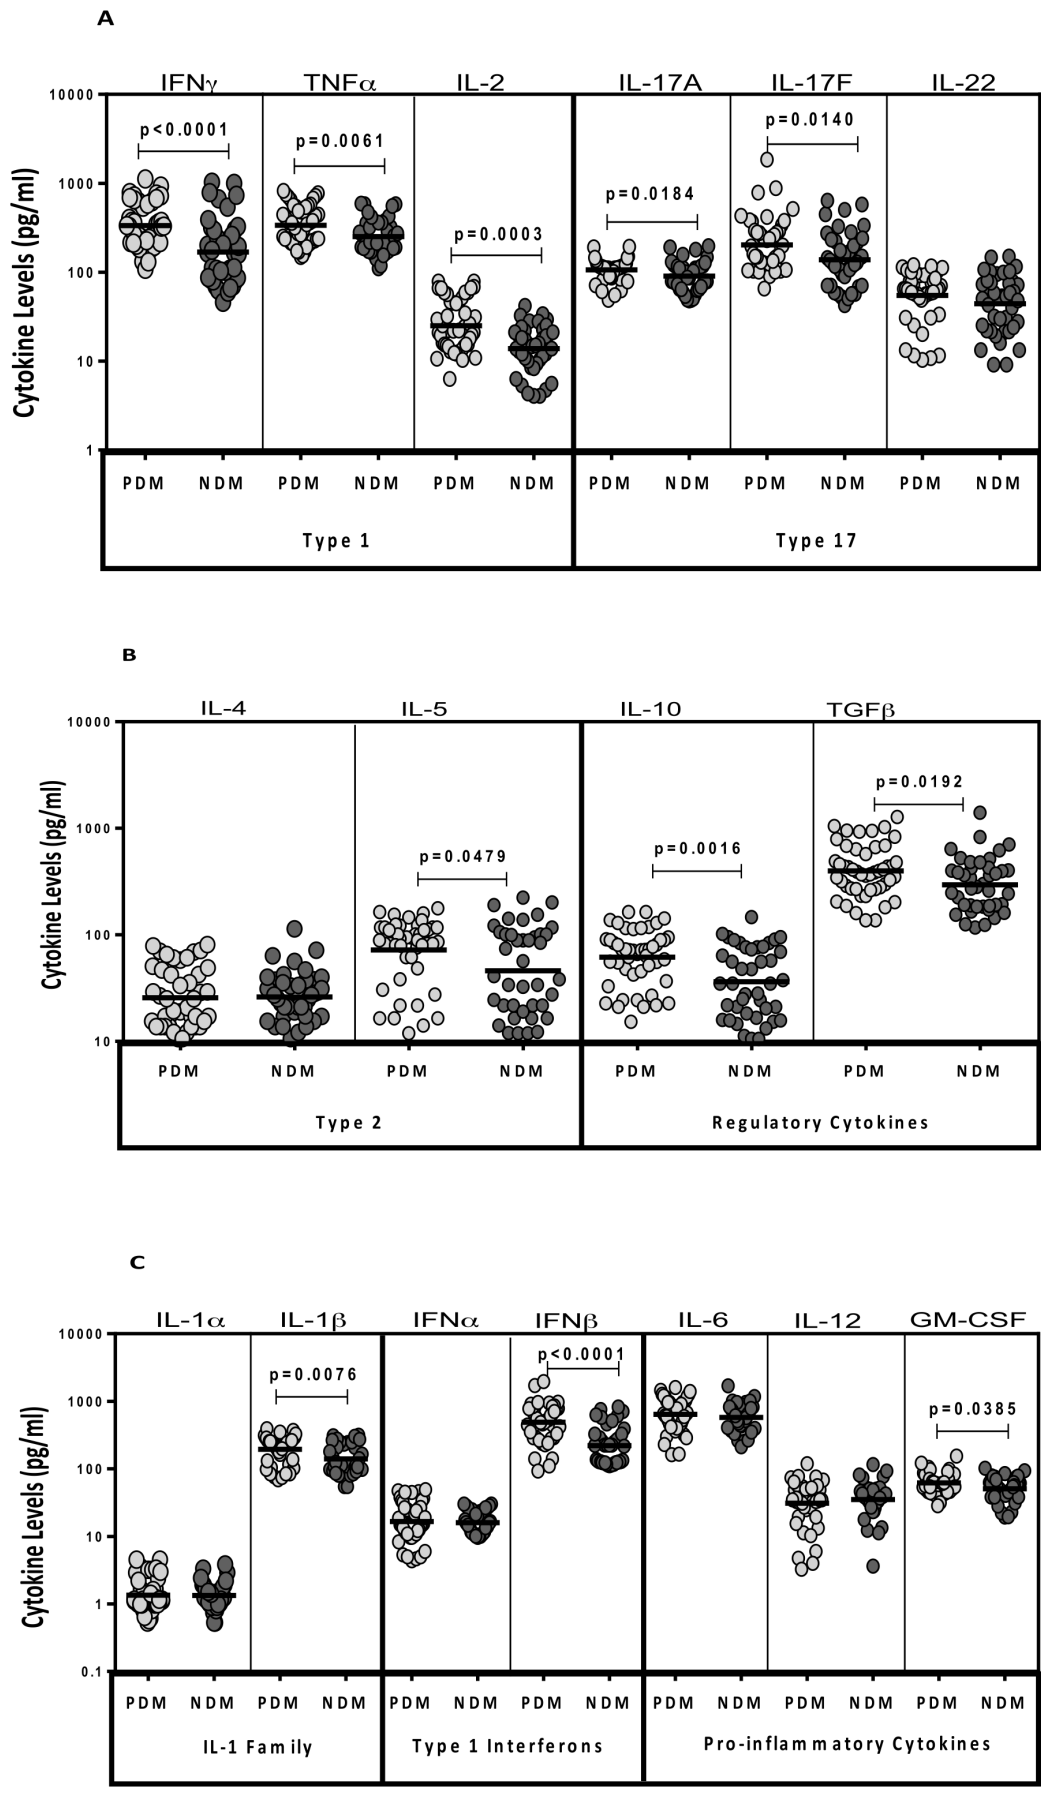 A
IFNγ TNFα IL-2 IL-17A IL-17F IL-22
10000
p<0.0001 p=0.0061 p=0.0003 p=0.0184 p=0.0140
1000
100
10
1
Cytokine Levels (pg/ml)
PDM NDM PDM NDM PDM NDM PDM NDM PDM NDM PDM NDM
Type 1 Type 17
B
IL-4 IL-5 IL-10 TGFβ
10000
p=0.0479 p=0.0016 p=0.0192
1000
100
10
Cytokine Levels (pg/ml)
PDM NDM PDM NDM PDM NDM PDM NDM
Type 2 Regulatory Cytokines
C
IL-1α IL-1β IFNα IFNβ IL-6 IL-12 GM-CSF
10000
p=0.0076 p<0.0001 p=0.0385
1000
100
10
1
0.1
Cytokine Levels (pg/ml)
PDM NDM PDM NDM PDM NDM PDM NDM PDM NDM PDM NDM PDM NDM
IL-1 Family Type 1 Interferons Pro-inflammatory Cytokines